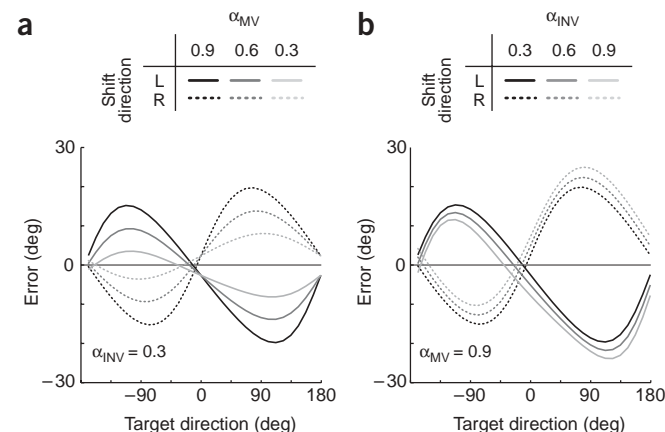 a
α_MV
0.9 0.6 0.3
Shift direction
L
R
30
0
−30
Error (deg)
α_INV = 0.3
−90 0 90 180
Target direction (deg)
b
α_INV
0.3 0.6 0.9
Shift direction
L
R
30
0
−30
Error (deg)
α_MV = 0.9
−90 0 90 180
Target direction (deg)